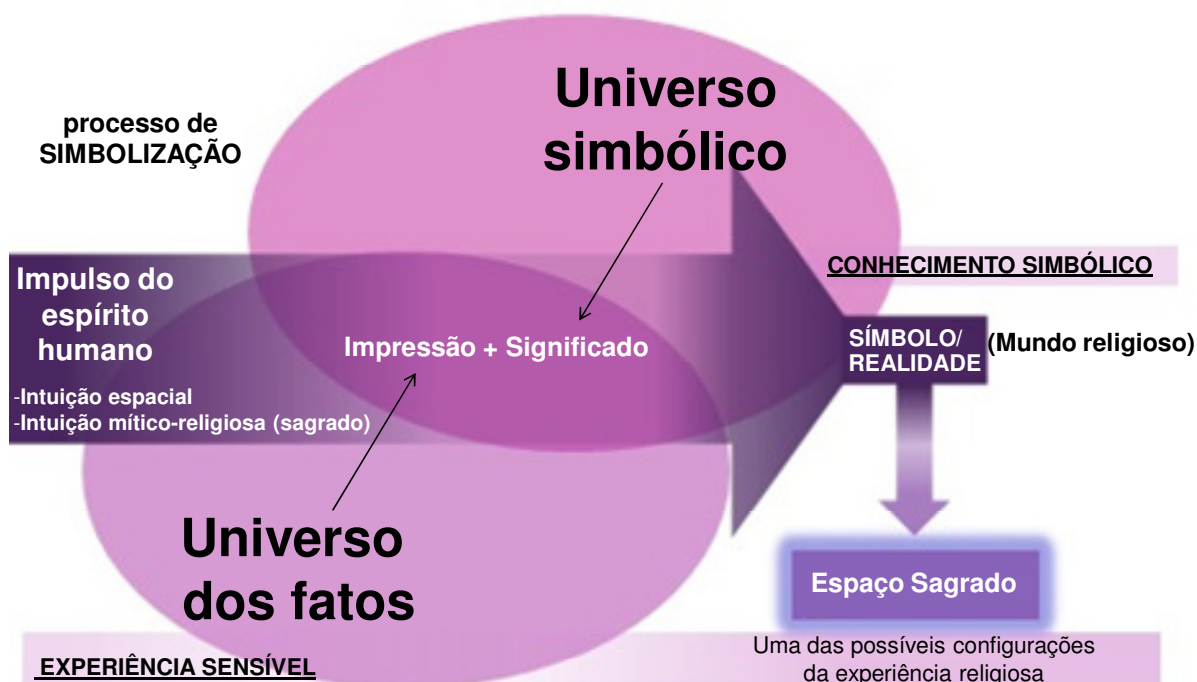 processo de
SIMBOLIZAÇÃO
Universo
simbólico
Impulso do
espírito
humano
-Intuição espacial
-Intuição mítico-religiosa (sagrado)
Impressão + Significado
CONHECIMENTO SIMBÓLICO
SÍMBOLO/
REALIDADE
(Mundo religioso)
Universo
dos fatos
Espaço Sagrado
Uma das possíveis configurações
da experiência religiosa
EXPERIÊNCIA SENSÍVEL